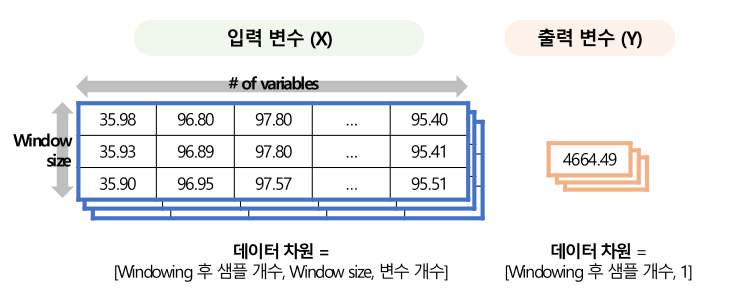 입력 변수 (X)
출력 변수 (Y)
# of variables
Window
size
35.98 96.80 97.80 ... 95.40
35.93 96.89 97.80 95.41
35.90 96.95 97.57 ... 95.51
4664.49
데이터 차원 =
[Windowing 후 샘플 개수, Window size, 변수 개수]
데이터 차원 =
[Windowing 후 샘플 개수, 1]